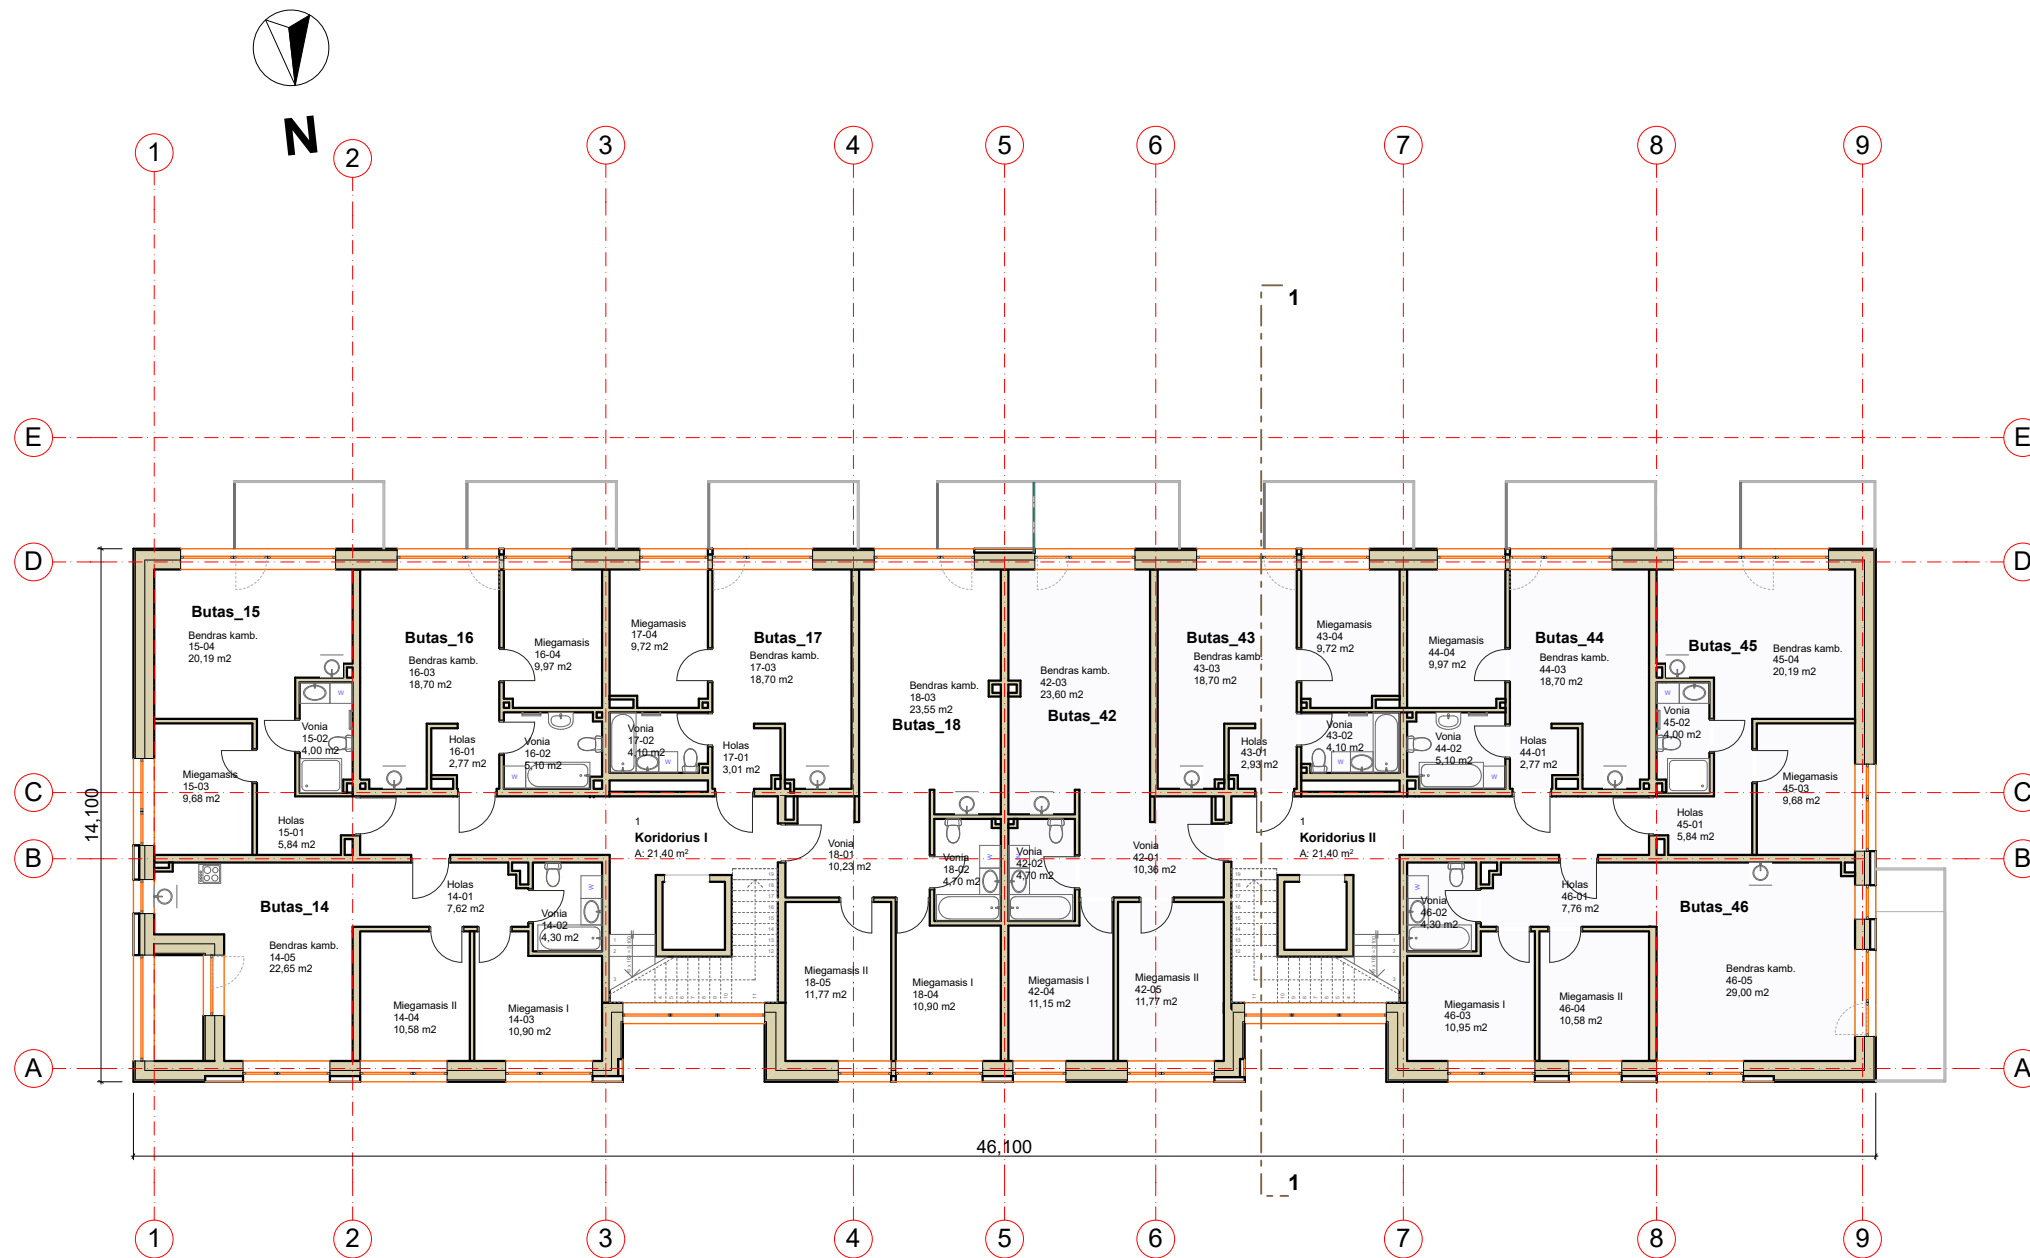 N
1
2
3
4
5
6
7
8
9
1
E
E
D
D
Butas_15
Bendras kamb.
15-04
20,19 m2
Vonia
15-02
4,00 m2
Miegamasis
15-03
9,68 m2
Holas
15-01
5,84 m2
Butas_16
Bendras kamb.
16-03
18,70 m2
Miegamasis
16-04
9,97 m2
Holas
16-01
2,77 m2
Vonia
16-02
5,10 m2
Butas_17
Miegamasis
17-04
9,72 m2
Bendras kamb.
17-03
18,70 m2
Vonia
17-02
4,10 m2
Holas
17-01
3,01 m2
Bendras kamb.
18-03
23,55 m2
Butas_18
Vonia
18-01
10,23 m2
Vonia
18-02
4,70 m2
Miegamasis II
18-05
11,77 m2
Miegamasis I
18-04
10,90 m2
Bendras kamb.
42-03
23,60 m2
Butas_42
Vonia
42-02
4,70 m2
Vonia
42-01
10,36 m2
Miegamasis I
42-04
11,15 m2
Miegamasis II
42-05
11,77 m2
Butas_43
Bendras kamb.
43-03
18,70 m2
Miegamasis
43-04
9,72 m2
Holas
43-01
2,93 m2
Vonia
43-02
4,10 m2
Butas_44
Miegamasis
44-04
9,97 m2
Bendras kamb.
44-03
18,70 m2
Vonia
44-02
5,10 m2
Holas
44-01
2,77 m2
Butas_45
Bendras kamb.
45-04
20,19 m2
Vonia
45-02
4,00 m2
Miegamasis
45-03
9,68 m2
Holas
45-01
5,84 m2
C
C
1
Koridorius I
A: 21,40 m²
1
Koridorius II
A: 21,40 m²
B
B
Butas_14
Bendras kamb.
14-05
22,65 m2
Holas
14-01
7,62 m2
Vonia
14-02
4,30 m2
Miegamasis II
14-04
10,58 m2
Miegamasis I
14-03
10,90 m2
Vonia
46-02
4,30 m2
Holas
46-01
7,76 m2
Butas_46
Bendras kamb.
46-05
29,00 m2
Miegamasis I
46-03
10,95 m2
Miegamasis II
46-04
10,58 m2
A
A
14,100
46,100
1
1
2
3
4
5
6
7
8
9